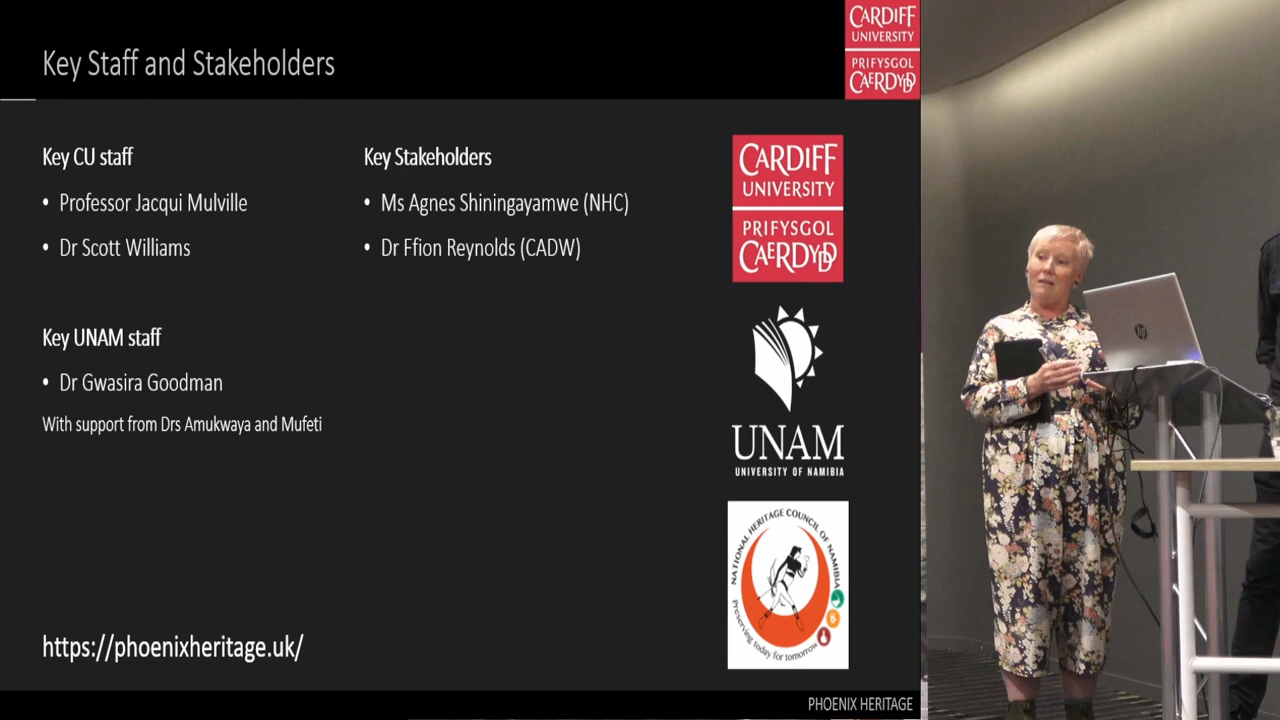 Key Staff and Stakeholders
CARDIFF
UNIVERSITY
PRIFYSGOL
CAERDYDD
Key CU staff
• Professor Jacqui Mulville
• Dr Scott Williams
Key Stakeholders
• Ms Agnes Shiningayamwe (NHC)
• Dr Ffion Reynolds (CADW)
Key UNAM staff
• Dr Gwasira Goodman
With support from Drs Amukwaya and Mufeti
https://phoenixheritage.uk/
CARDIFF
UNIVERSITY
PRIFYSGOL
CAERDYDD
UNAM
UNIVERSITY OF NAMIBIA
NATIONAL HERITAGE COUNCIL OF NAMIBIA
Preserving today for tomorrow
PHOENIX HERITAGE
hp